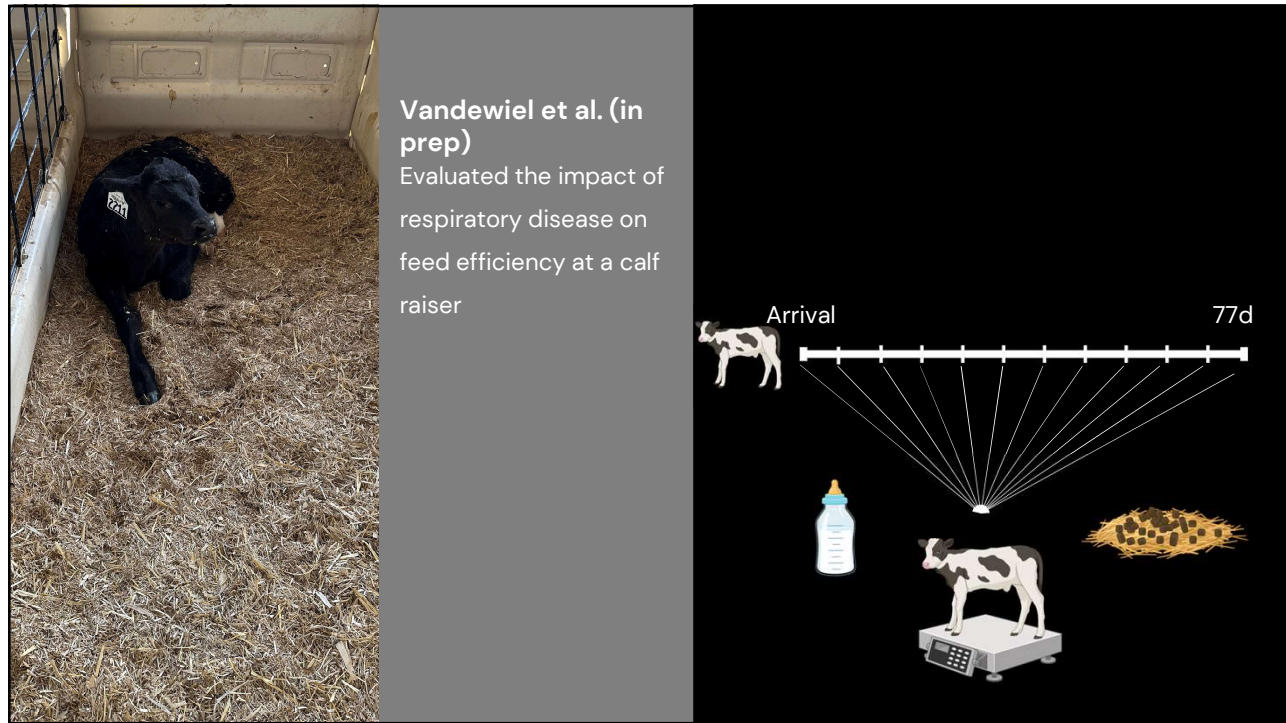 Vandewiel et al. (in
prep)
Evaluated the impact of
respiratory disease on
feed efficiency at a calf
raiser
Arrival
77d